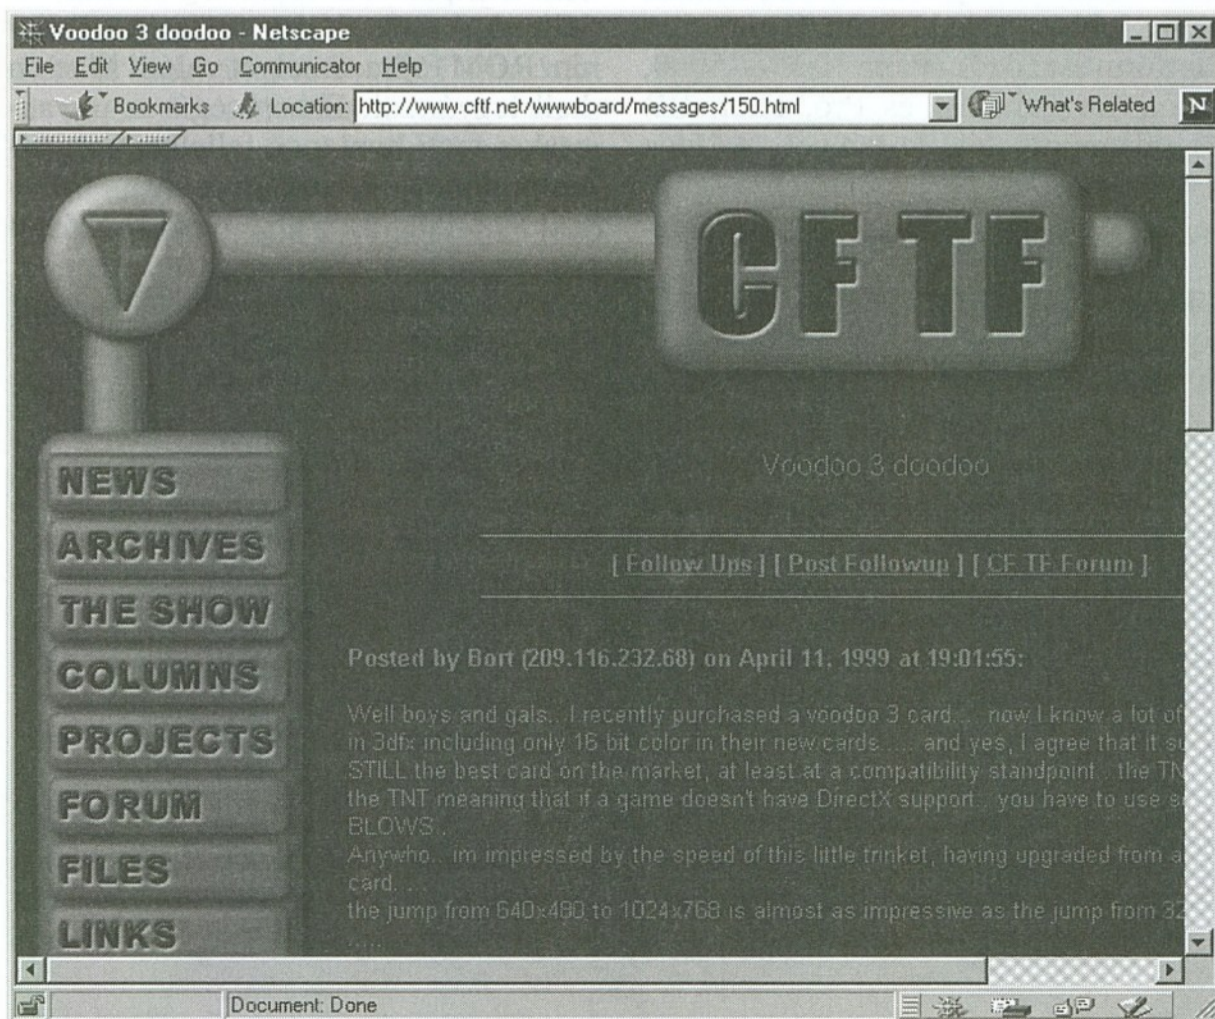 Voodoo 3 doodoo - Netscape
File Edit View Go Communicator Help
Bookmarks Location: http://www.cftf.net/wwwboard/messages/150.html What's Related N
CFTF
NEWS
ARCHIVES
THE SHOW
COLUMNS
PROJECTS
FORUM
FILES
LINKS
Voodoo 3 doodoo
[ Follow Ups ] [ Post Followup ] [ CF TF Forum ]
Posted by Bort (209.116.232.68) on April 11, 1999 at 19:01:55:
Well boys and gals...I recently purchased a voodoo 3 card.... now I know a lot of
in 3dfx including only 16 bit color in their new cards..... and yes, I agree that it
STILL the best card on the market, at least at a compatibility standpoint.. the
the TNT meaning that if a game doesn't have DirectX support.. you have to use
BLOWS..
Anywho.. im impressed by the speed of this little trinket, having upgraded from a
card....
the jump from 640x480 to 1024x768 is almost as impressive as the jump from 32
.....
Document: Done